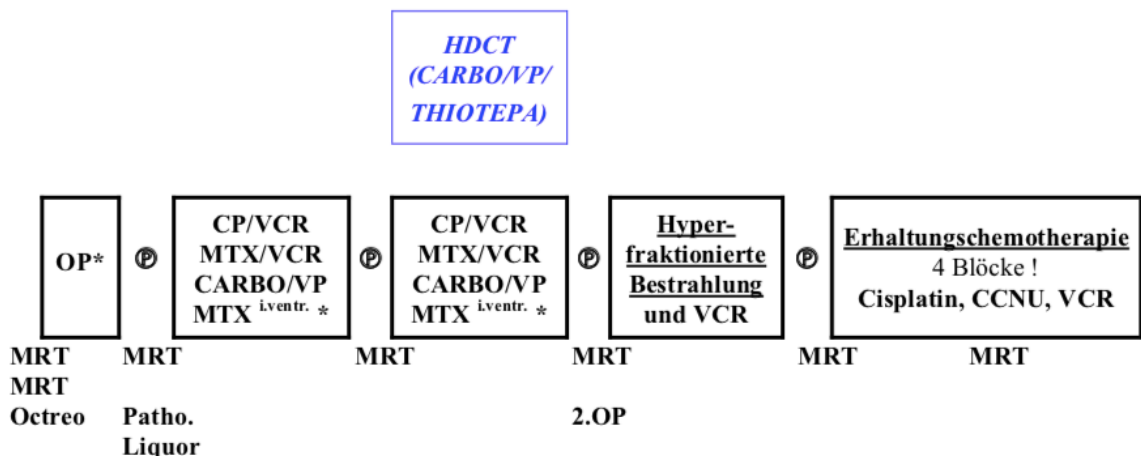 HDCT
(CARBO/VP/
THIOTEPA)
OP*
Ⓟ
CP/VCR
MTX/VCR
CARBO/VP
MTX i.ventr. *
Ⓟ
CP/VCR
MTX/VCR
CARBO/VP
MTX i.ventr. *
Ⓟ
Hyper-
fraktionierte
Bestrahlung
und VCR
Ⓟ
Erhaltungschemotherapie
4 Blöcke !
Cisplatin, CCNU, VCR
MRT MRT MRT MRT MRT MRT
MRT
Octreo Patho. 2.OP
Liquor